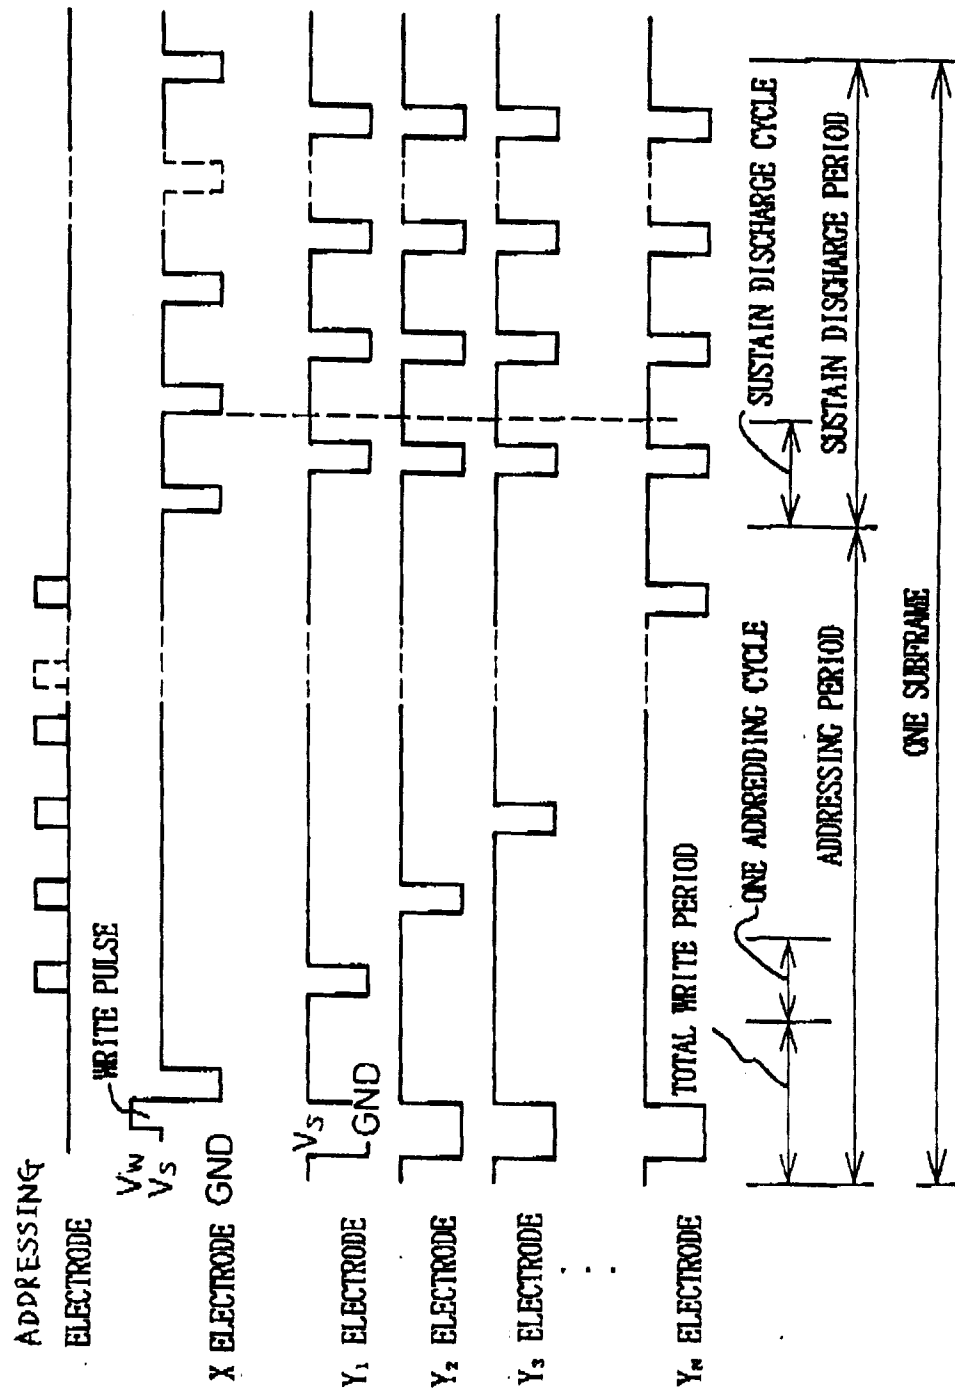 ADDRESSING
ELECTRODE
WRITE PULSE
Vw
Vs
GND
X ELECTRODE
Vs
GND
Y₁ ELECTRODE
Y₂ ELECTRODE
Y₃ ELECTRODE
Yₙ ELECTRODE
TOTAL WRITE PERIOD
ONE ADDREDDING CYCLE
SUSTAIN DISCHARGE CYCLE
ADDRESSING PERIOD
SUSTAIN DISCHARGE PERIOD
ONE SUBFRAME